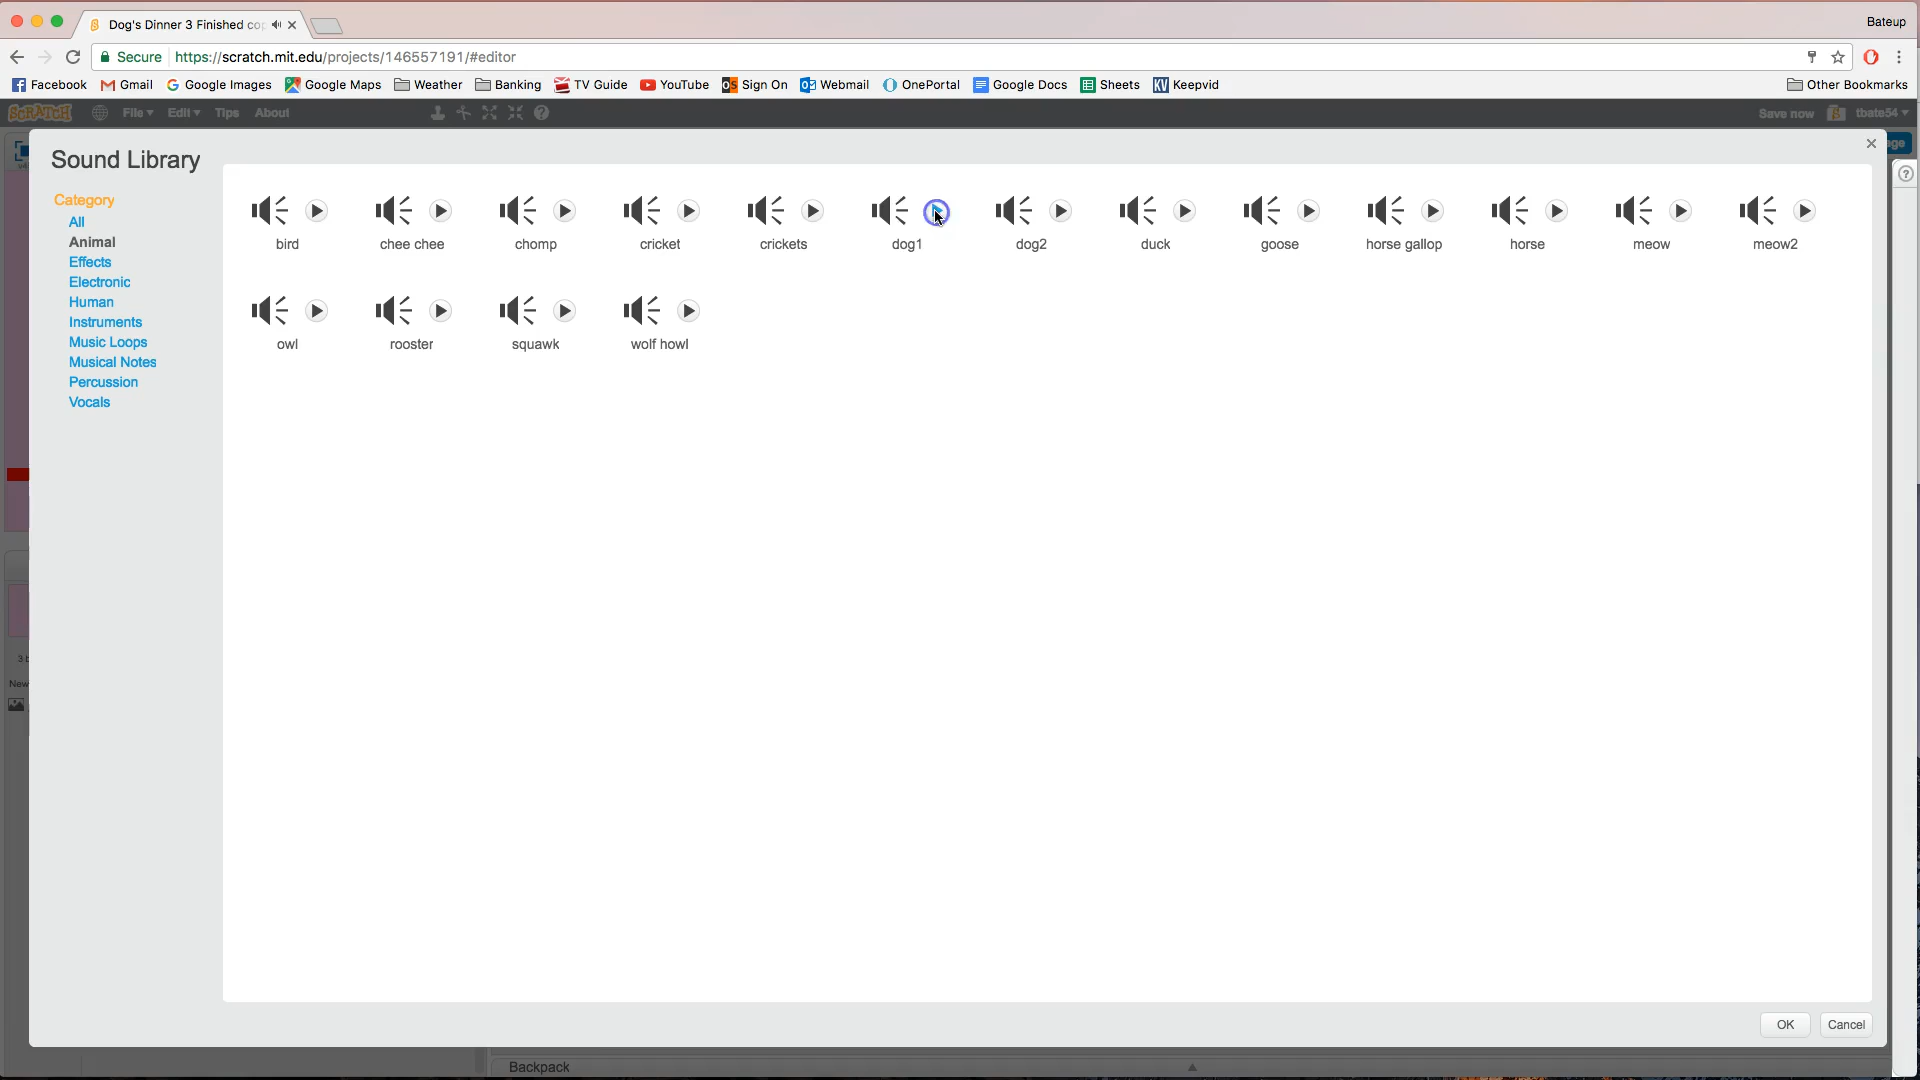 Dog's Dinner 3 Finished cop
Bateup
Secure https://scratch.mit.edu/projects/146557191/#editor
Facebook Gmail Google Images Google Maps Weather Banking TV Guide YouTube Sign On Webmail OnePortal Google Docs Sheets Keepvid Other Bookmarks
SCRATCH File Edit Tips About Save now tbate54
Sound Library
Category
All
Animal
Effects
Electronic
Human
Instruments
Music Loops
Musical Notes
Percussion
Vocals
bird chee chee chomp cricket crickets dog1 dog2 duck goose horse gallop horse meow meow2
owl rooster squawk wolf howl
New
OK Cancel
Backpack